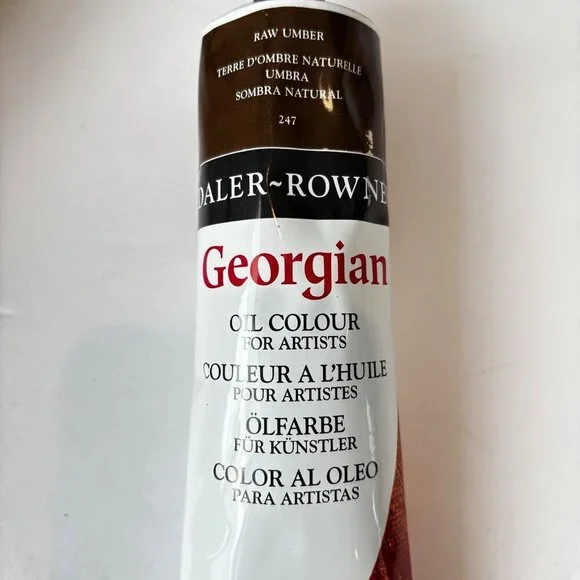 RAW UMBER
TERRE D'OMBRE NATURELLE
UMBRA
SOMBRA NATURAL
247
DALER~ROWNE
Georgian
OIL COLOUR
FOR ARTISTS
COULEUR A L'HUILE
POUR ARTISTES
ÖLFARBE
FÜR KÜNSTLER
COLOR AL OLEO
PARA ARTISTAS